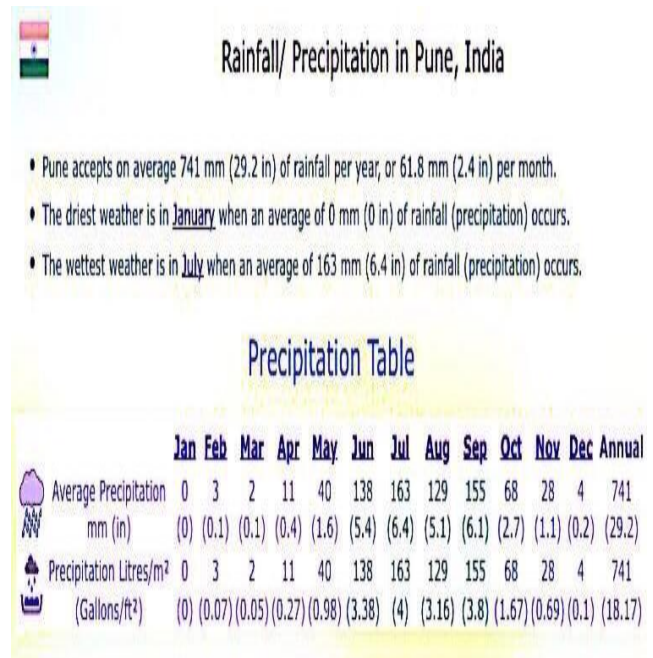 Rainfall/ Precipitation in Pune, India
• Pune accepts on average 741 mm (29.2 in) of rainfall per year, or 61.8 mm (2.4 in) per month.
• The driest weather is in January when an average of 0 mm (0 in) of rainfall (precipitation) occurs.
• The wettest weather is in July when an average of 163 mm (6.4 in) of rainfall (precipitation) occurs.
Precipitation Table
Jan Feb Mar Apr May Jun Jul Aug Sep Oct Nov Dec Annual
Average Precipitation 0 3 2 11 40 138 163 129 155 68 28 4 741
mm (in) (0) (0.1) (0.1) (0.4) (1.6) (5.4) (6.4) (5.1) (6.1) (2.7) (1.1) (0.2) (29.2)
Precipitation Litres/m² 0 3 2 11 40 138 163 129 155 68 28 4 741
(Gallons/ft²) (0) (0.07) (0.05) (0.27) (0.98) (3.38) (4) (3.16) (3.8) (1.67) (0.69) (0.1) (18.17)